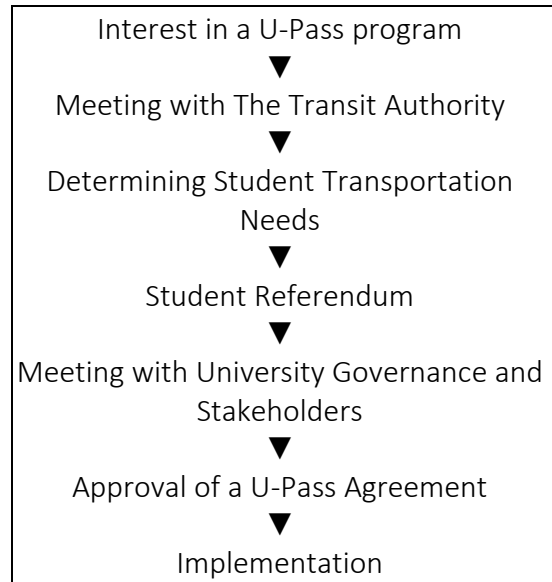 Interest in a U-Pass program
▼
Meeting with The Transit Authority
▼
Determining Student Transportation
Needs
▼
Student Referendum
▼
Meeting with University Governance and
Stakeholders
▼
Approval of a U-Pass Agreement
▼
Implementation